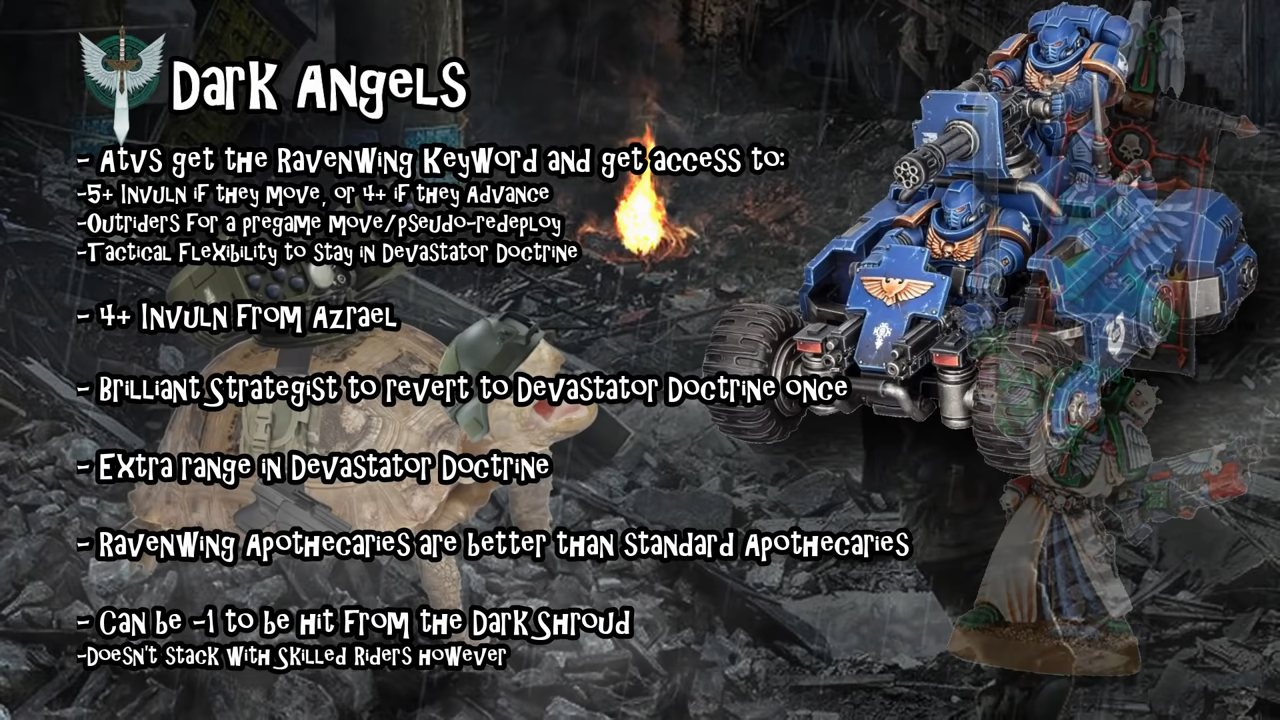 Dark Angels
- ATVs get the Ravenwing Keyword and get access to:
-5+ Invuln if they move, or 4+ if they Advance
-Outriders for a pregame move/pseudo-redeploy
-Tactical Flexibility to Stay in Devastator Doctrine
- 4+ Invuln from Azrael
- Brilliant Strategist to revert to Devastator Doctrine once
- Extra range in Devastator Doctrine
- Ravenwing Apothecaries are better than standard Apothecaries
- Can be -1 to be hit from the Darkshroud
-Doesn't stack with Skilled Riders however